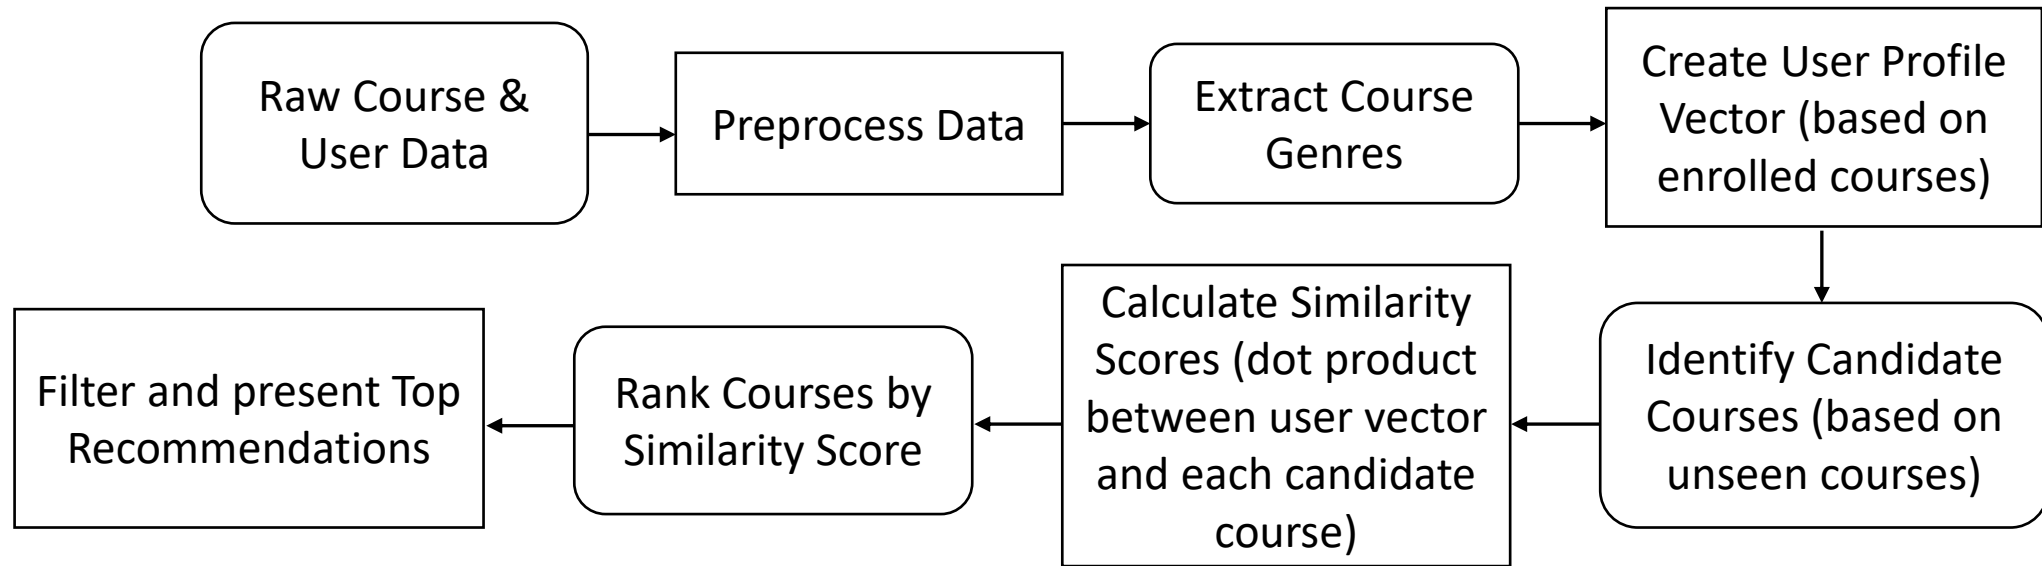 Raw Course &
User Data
Preprocess Data
Extract Course
Genres
Create User Profile
Vector (based on
enrolled courses)
Identify Candidate
Courses (based on
unseen courses)
Calculate Similarity
Scores (dot product
between user vector
and each candidate
course)
Rank Courses by
Similarity Score
Filter and present Top
Recommendations